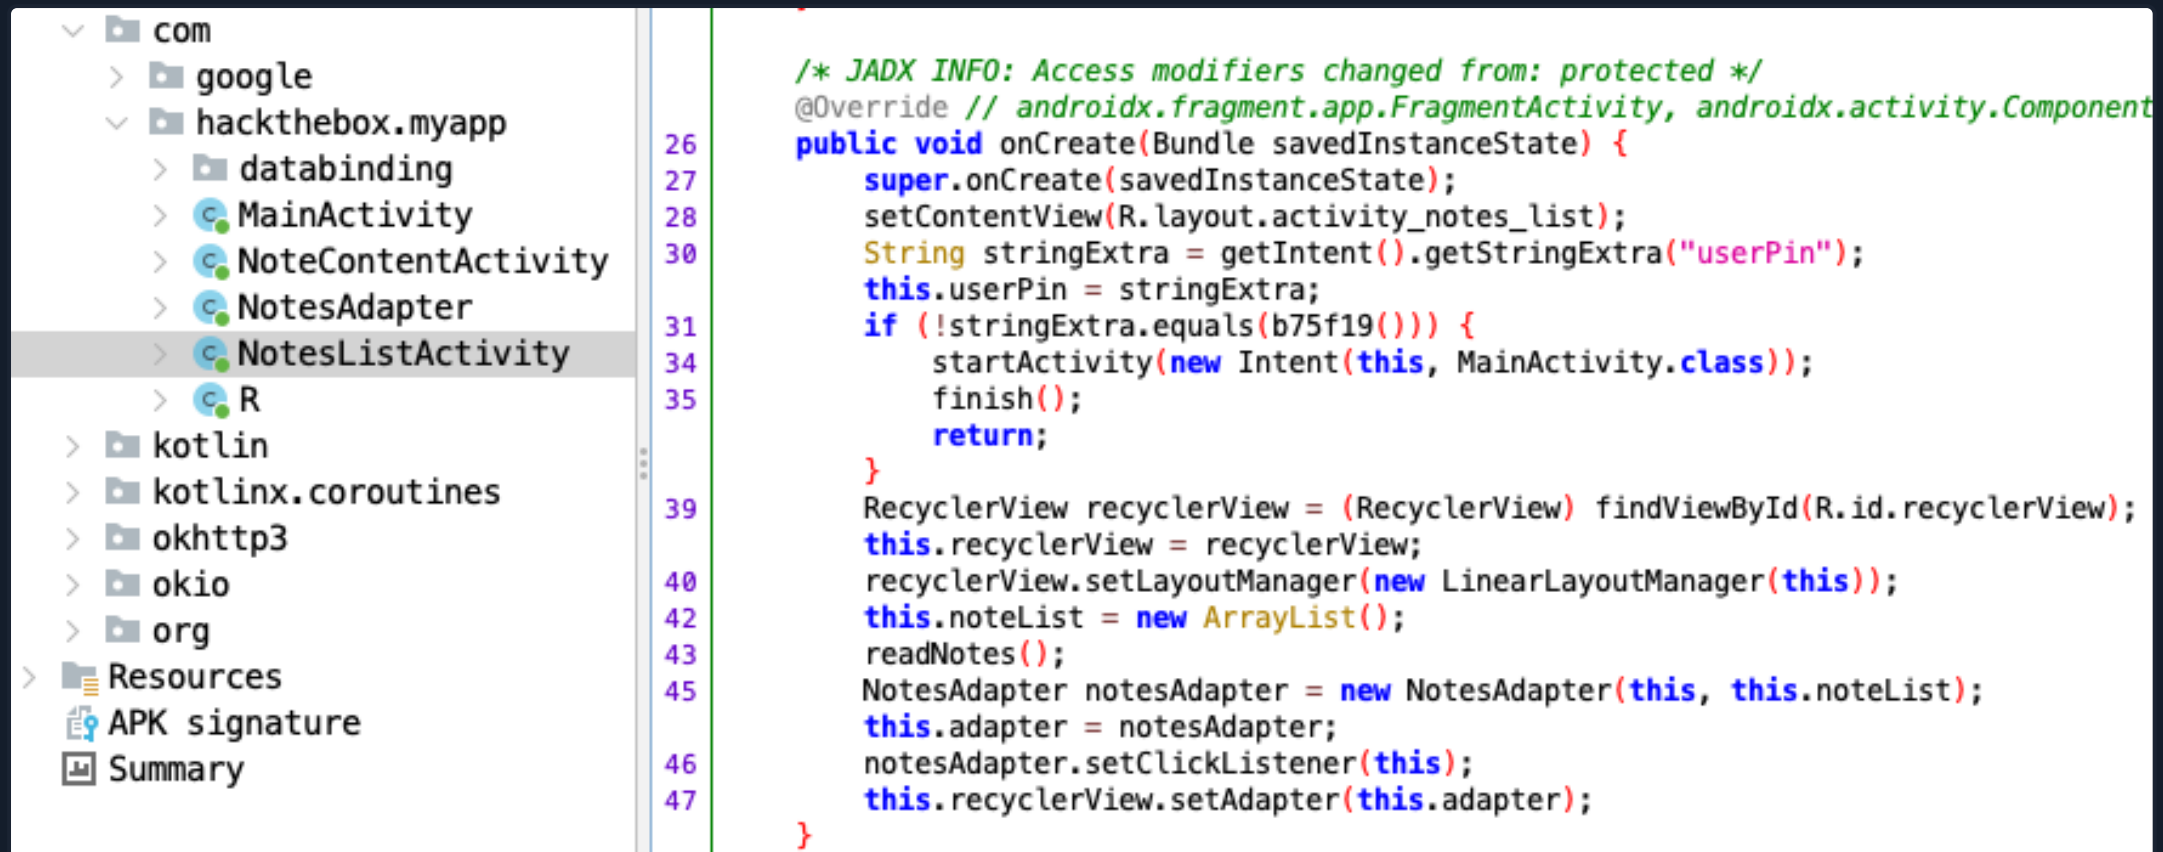 com
google
hackthebox.myapp
databinding
MainActivity
NoteContentActivity
NotesAdapter
NotesListActivity
R
kotlin
kotlinx.coroutines
okhttp3
okio
org
Resources
APK signature
Summary
/* JADX INFO: Access modifiers changed from: protected */
@Override // androidx.fragment.app.FragmentActivity, androidx.activity.Component
26 public void onCreate(Bundle savedInstanceState) {
27 super.onCreate(savedInstanceState);
28 setContentView(R.layout.activity_notes_list);
30 String stringExtra = getIntent().getStringExtra("userPin");
this.userPin = stringExtra;
31 if (!stringExtra.equals(b75f19())) {
34 startActivity(new Intent(this, MainActivity.class));
35 finish();
return;
}
39 RecyclerView recyclerView = (RecyclerView) findViewById(R.id.recyclerView);
this.recyclerView = recyclerView;
40 recyclerView.setLayoutManager(new LinearLayoutManager(this));
42 this.noteList = new ArrayList();
43 readNotes();
45 NotesAdapter notesAdapter = new NotesAdapter(this, this.noteList);
this.adapter = notesAdapter;
46 notesAdapter.setClickListener(this);
47 this.recyclerView.setAdapter(this.adapter);
}